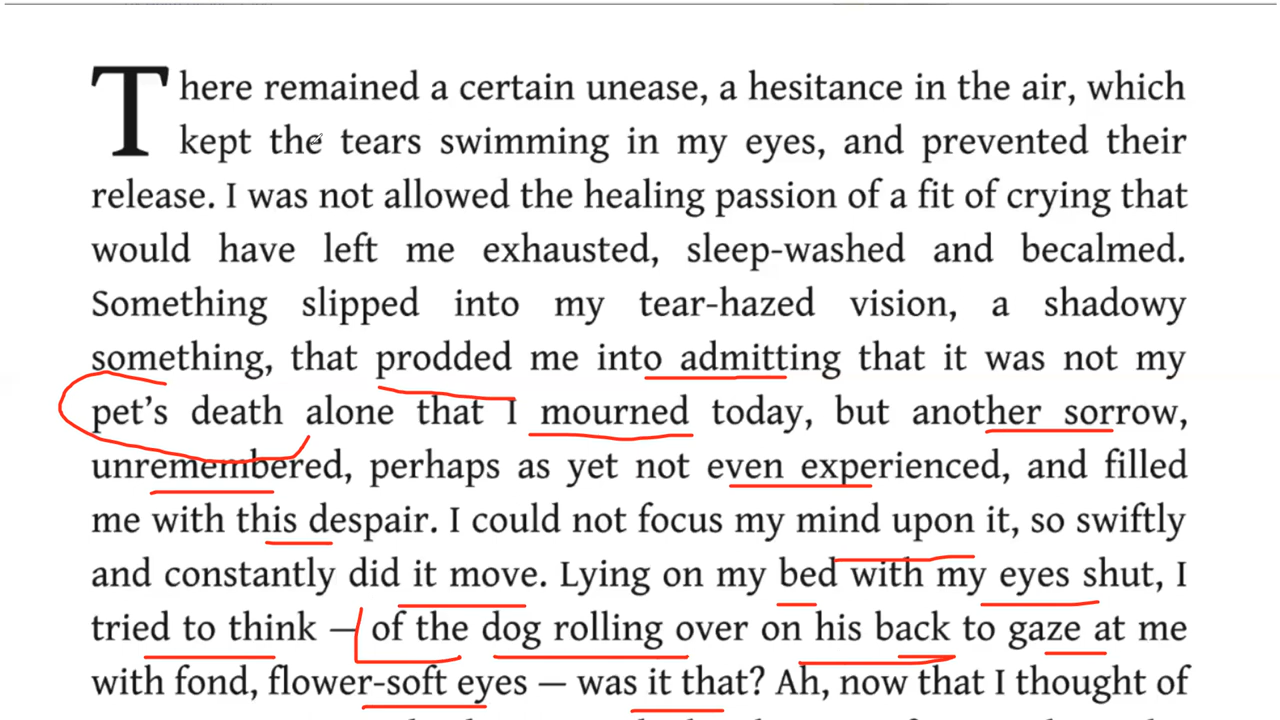 There remained a certain unease, a hesitance in the air, which
kept the tears swimming in my eyes, and prevented their
release. I was not allowed the healing passion of a fit of crying that
would have left me exhausted, sleep-washed and becalmed.
Something slipped into my tear-hazed vision, a shadowy
something, that prodded me into admitting that it was not my
pet's death alone that I mourned today, but another sorrow,
unremembered, perhaps as yet not even experienced, and filled
me with this despair. I could not focus my mind upon it, so swiftly
and constantly did it move. Lying on my bed with my eyes shut, I
tried to think — of the dog rolling over on his back to gaze at me
with fond, flower-soft eyes — was it that? Ah, now that I thought of